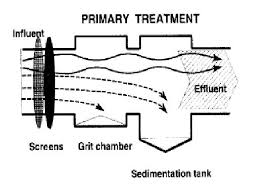 PRIMARY TREATMENT
Influent
Effluent
Screens
Grit chamber
Sedimentation tank